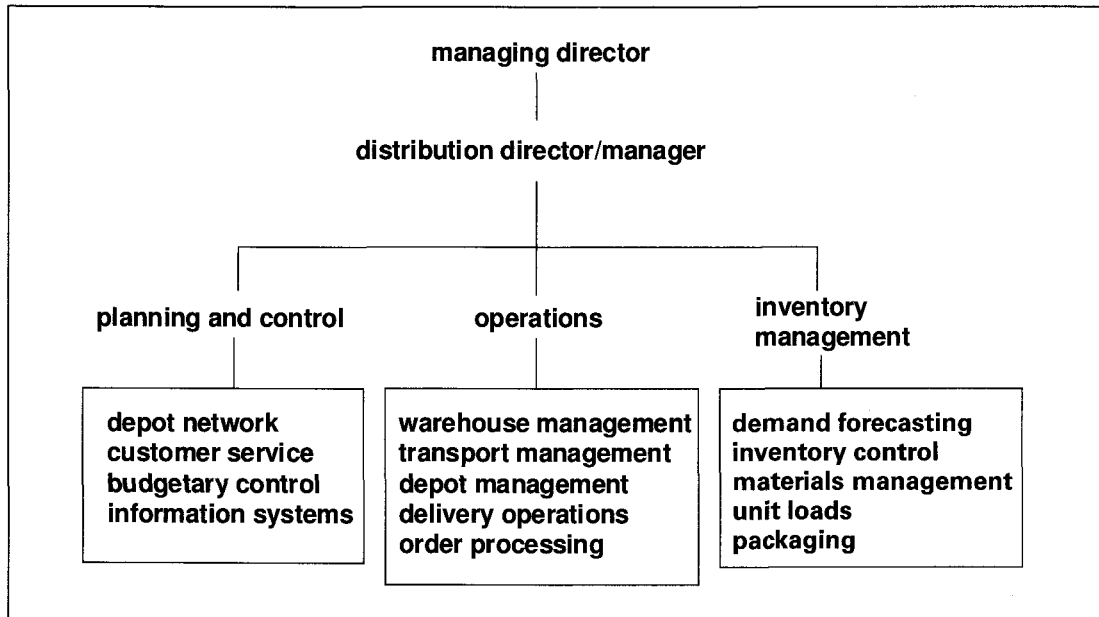 managing director
distribution director/manager
planning and control
operations
inventory
management
depot network
customer service
budgetary control
information systems
warehouse management
transport management
depot management
delivery operations
order processing
demand forecasting
inventory control
materials management
unit loads
packaging